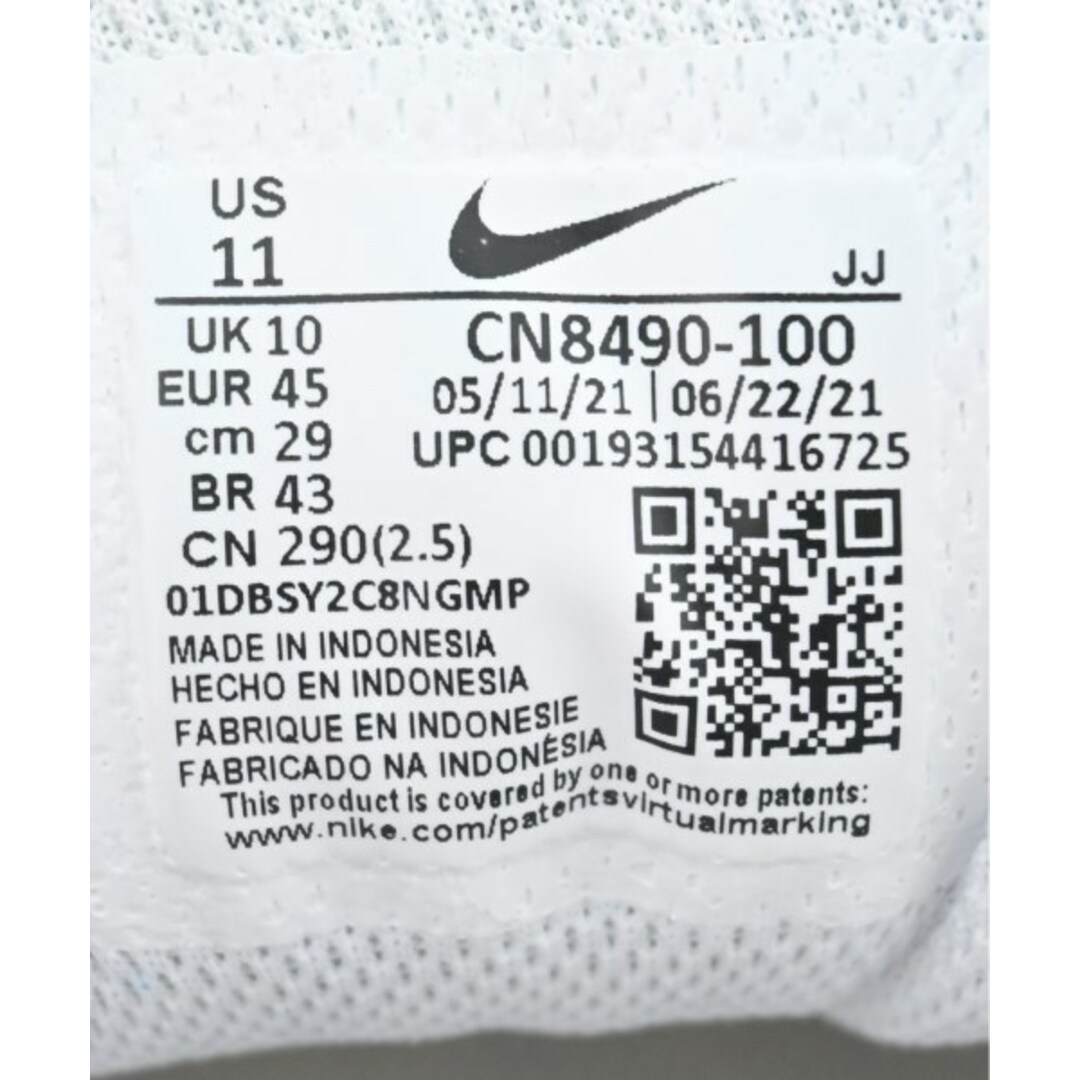 US
11
JJ
UK 10
EUR 45
cm 29
BR 43
CN 290(2.5)
CN8490-100
05/11/21 | 06/22/21
UPC 00193154416725
01DBSY2C8NGMP
MADE IN INDONESIA
HECHO EN INDONESIA
FABRIQUE EN INDONESIE
FABRICADO NA INDONÉSIA
This product is covered by one or more patents:
www.nike.com/patentsvirtualmarking